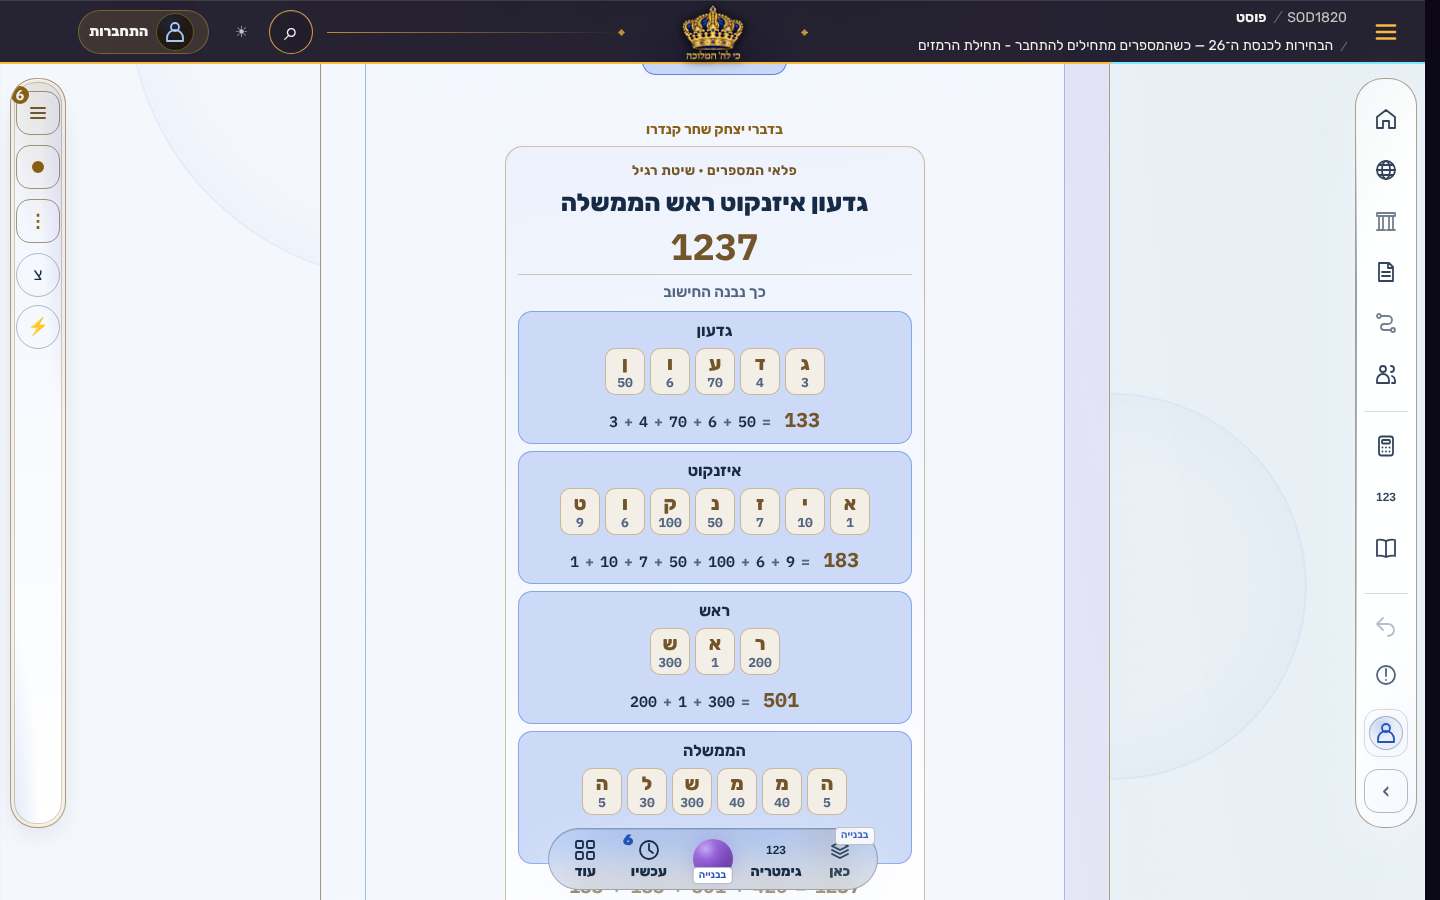 SOD1820 / פוסט
/ הבחירות לכנסת ה־26 — כשהמספרים מתחילים להתחבר - תחילת הרמזים
כי לה' המלוכה
התחברות
6
צ
123
בדברי יצחק שחר קנדרו
פלאי המספרים • שיטת רגיל
גדעון איזנקוט ראש הממשלה
1237
כך נבנה החישוב
גדעון
ג ד ע ו ן
3 4 70 6 50
3 + 4 + 70 + 6 + 50 = 133
איזנקוט
א י ז נ ק ו ט
1 10 7 50 100 6 9
1 + 10 + 7 + 50 + 100 + 6 + 9 = 183
ראש
ר א ש
200 1 300
200 + 1 + 300 = 501
הממשלה
ה מ מ ש ל ה
5 40 40 300 30 5
בבנייה
כאן
123
גימטריה
בבנייה
6
עכשיו
עוד